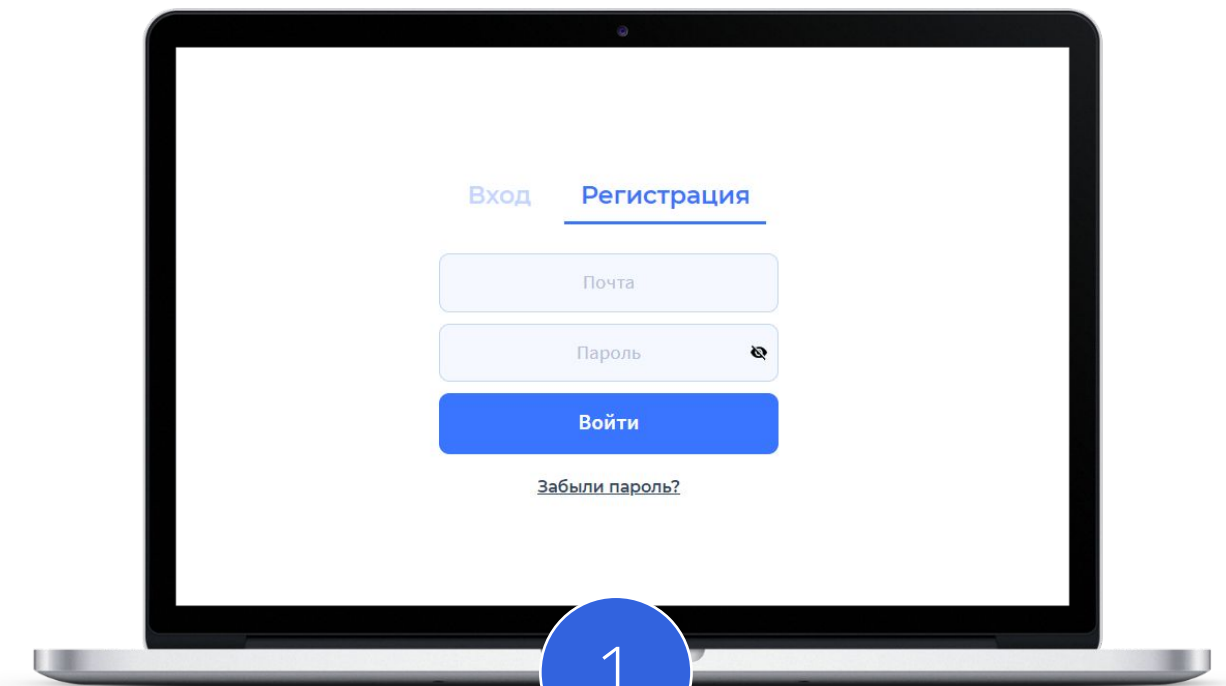 Вход Регистрация
Почта
Пароль
Войти
Забыли пароль?
1